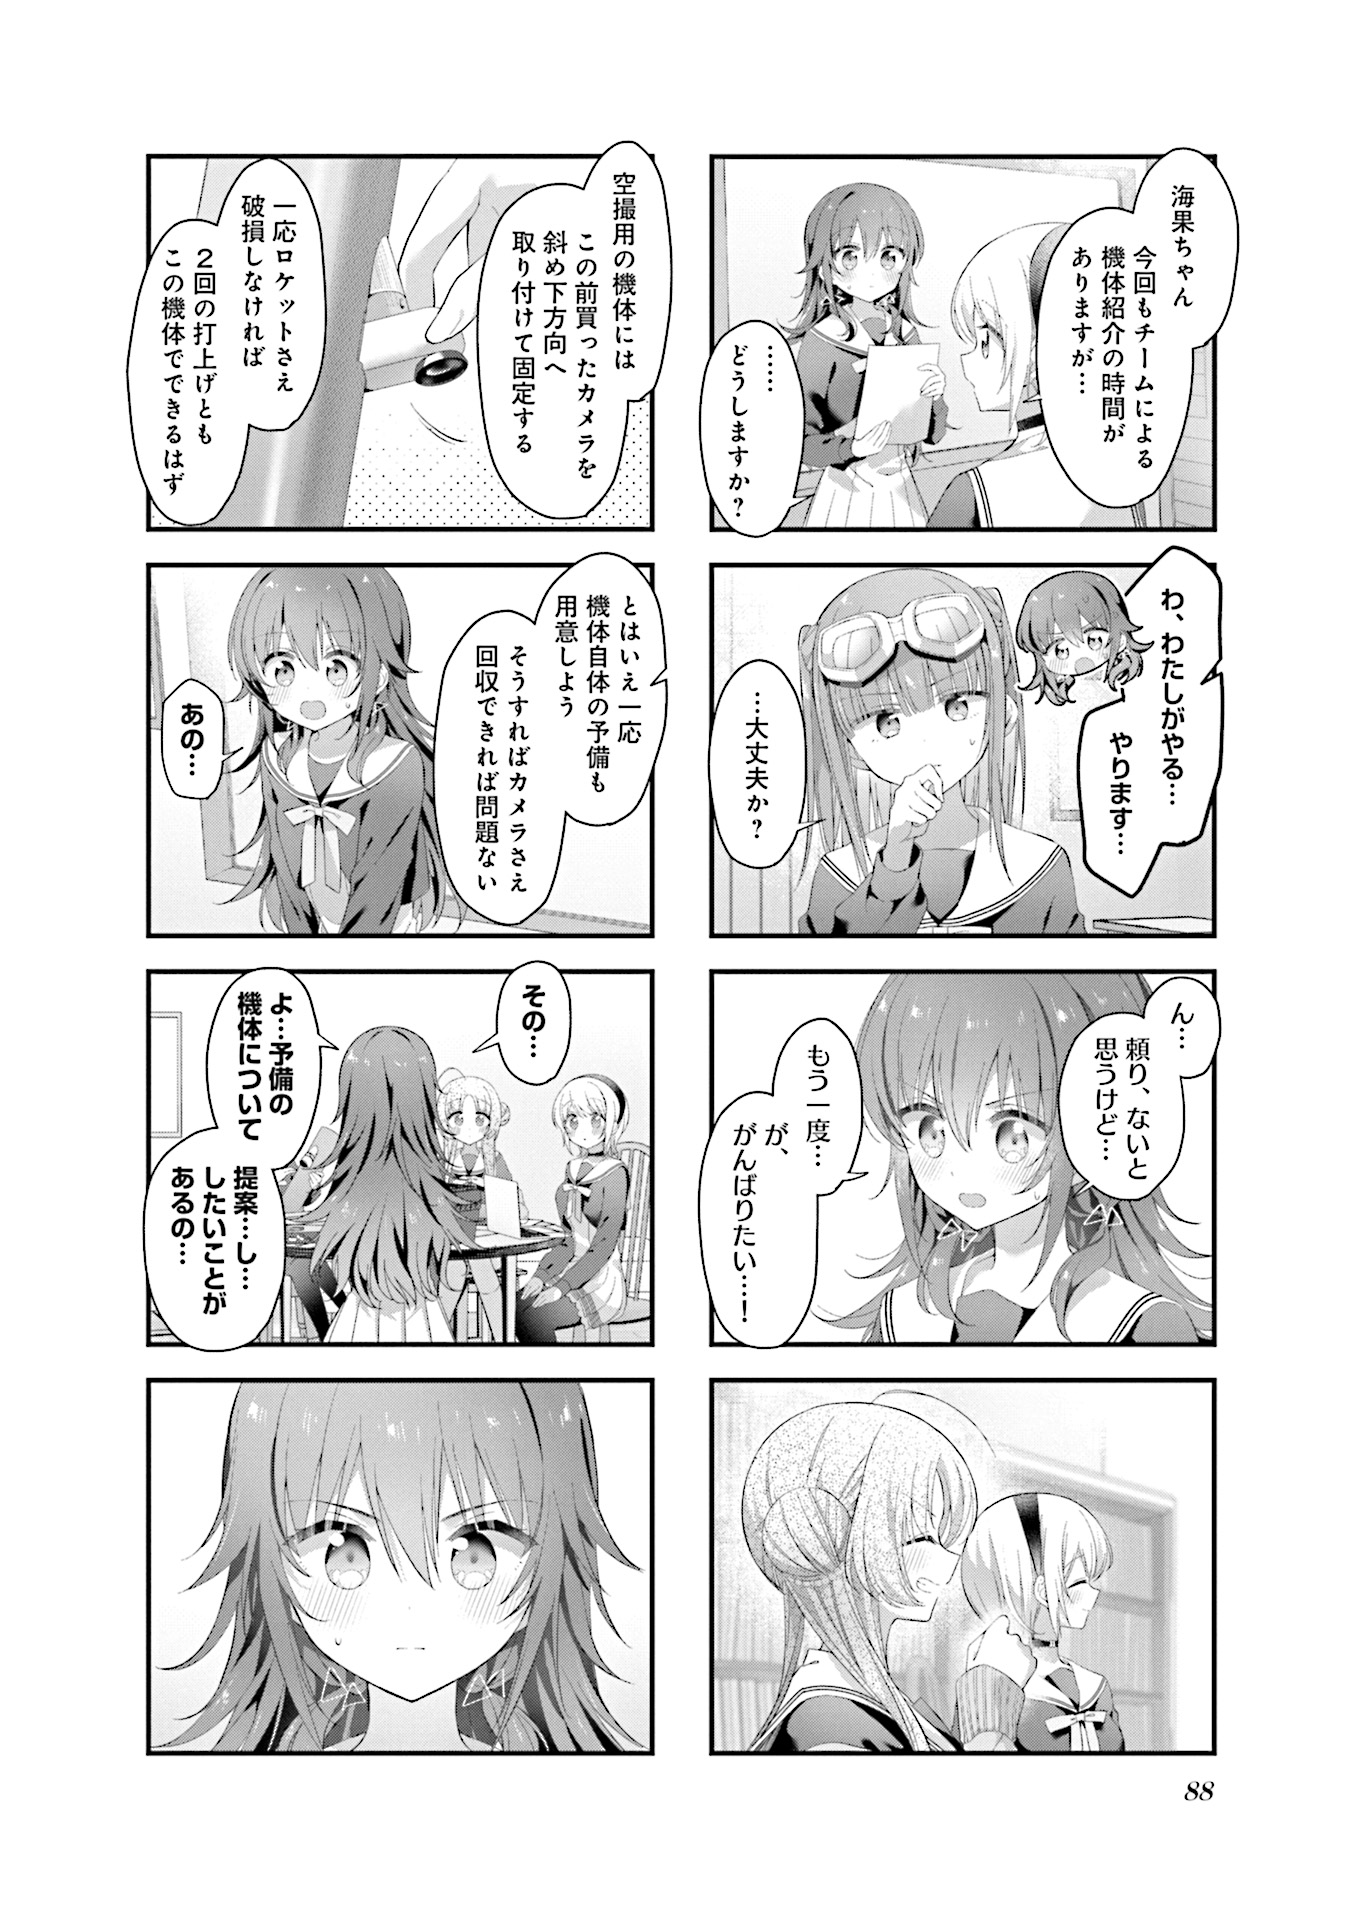 海果ちゃん
今回もチームによる
機体紹介の時間が
ありますが…
……
どうしますか？
わ、わたしがやる…
やります…
…大丈夫か？
ん…
頼り、ないと
思うけど…
もう一度…
が、
がんばりたい…！
空撮用の機体には
この前買ったカメラを
斜め下方向へ
取り付けて固定する
一応ロケットさえ
破損しなければ
２回の打上げとも
この機体でできるはず
とはいえ一応
機体自体の予備も
用意しよう
そうすればカメラさえ
回収できれば問題ない
あの…
その…
よ…予備の
機体について
提案…し…
したいことが
あるの…
88